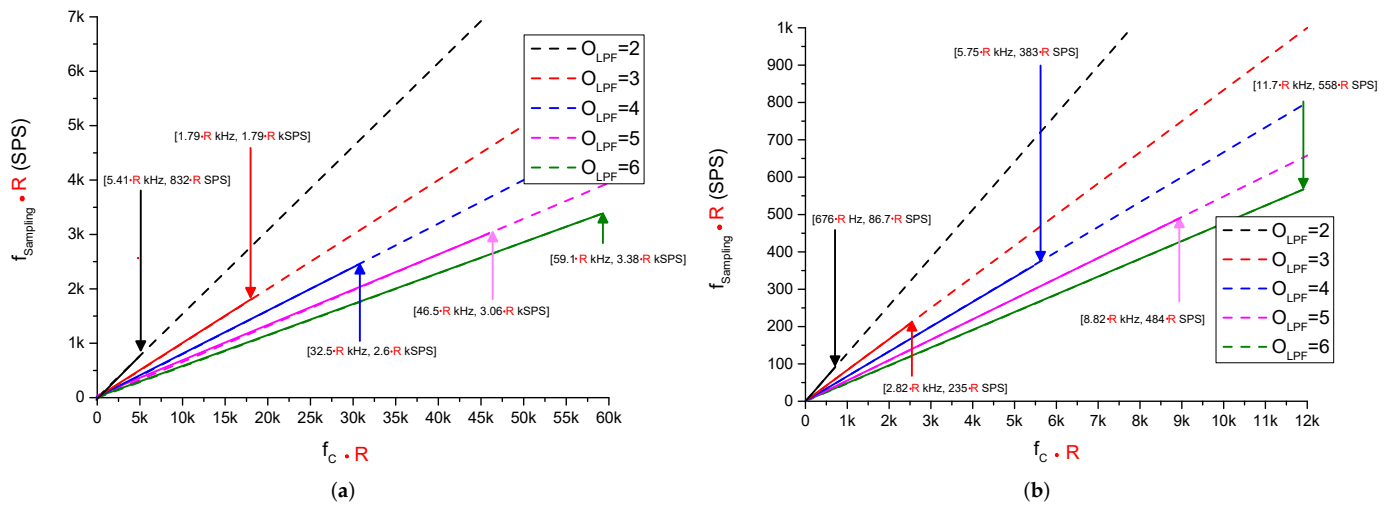 7k
6k
5k
4k
3k
2k
1k
0
f_Sampling • R (SPS)
0 5k 10k 15k 20k 25k 30k 35k 40k 45k 50k 55k 60k
f_C • R
[5.41·R kHz, 832·R SPS]
[1.79·R kHz, 1.79·R kSPS]
[32.5·R kHz, 2.6·R kSPS]
[46.5·R kHz, 3.06·R kSPS]
[59.1·R kHz, 3.38·R kSPS]
O_LPF=2
O_LPF=3
O_LPF=4
O_LPF=5
O_LPF=6
(a)
1k
900
800
700
600
500
400
300
200
100
0
f_Sampling • R (SPS)
0 1k 2k 3k 4k 5k 6k 7k 8k 9k 10k 11k 12k
f_C • R
[676·R Hz, 86.7·R SPS]
[5.75·R kHz, 383·R SPS]
[11.7·R kHz, 558·R SPS]
[2.82·R kHz, 235·R SPS]
[8.82·R kHz, 484·R SPS]
O_LPF=2
O_LPF=3
O_LPF=4
O_LPF=5
O_LPF=6
(b)